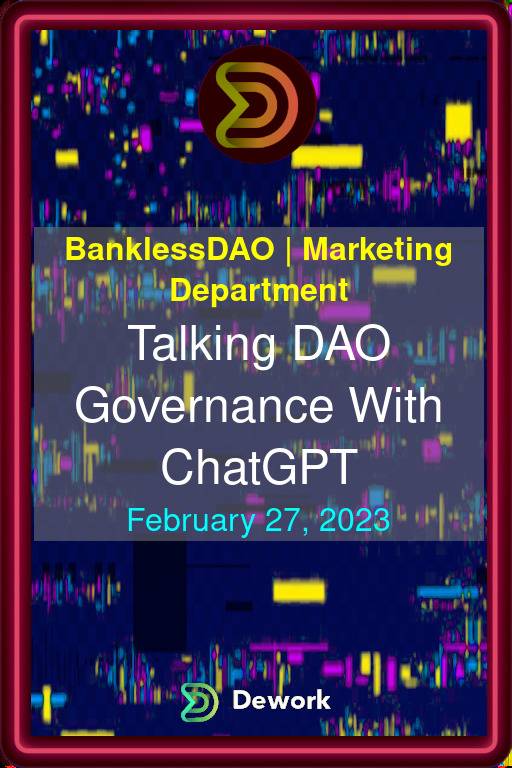 BanklessDAO | Marketing
Department
Talking DAO
Governance With
ChatGPT
February 27, 2023
Dework